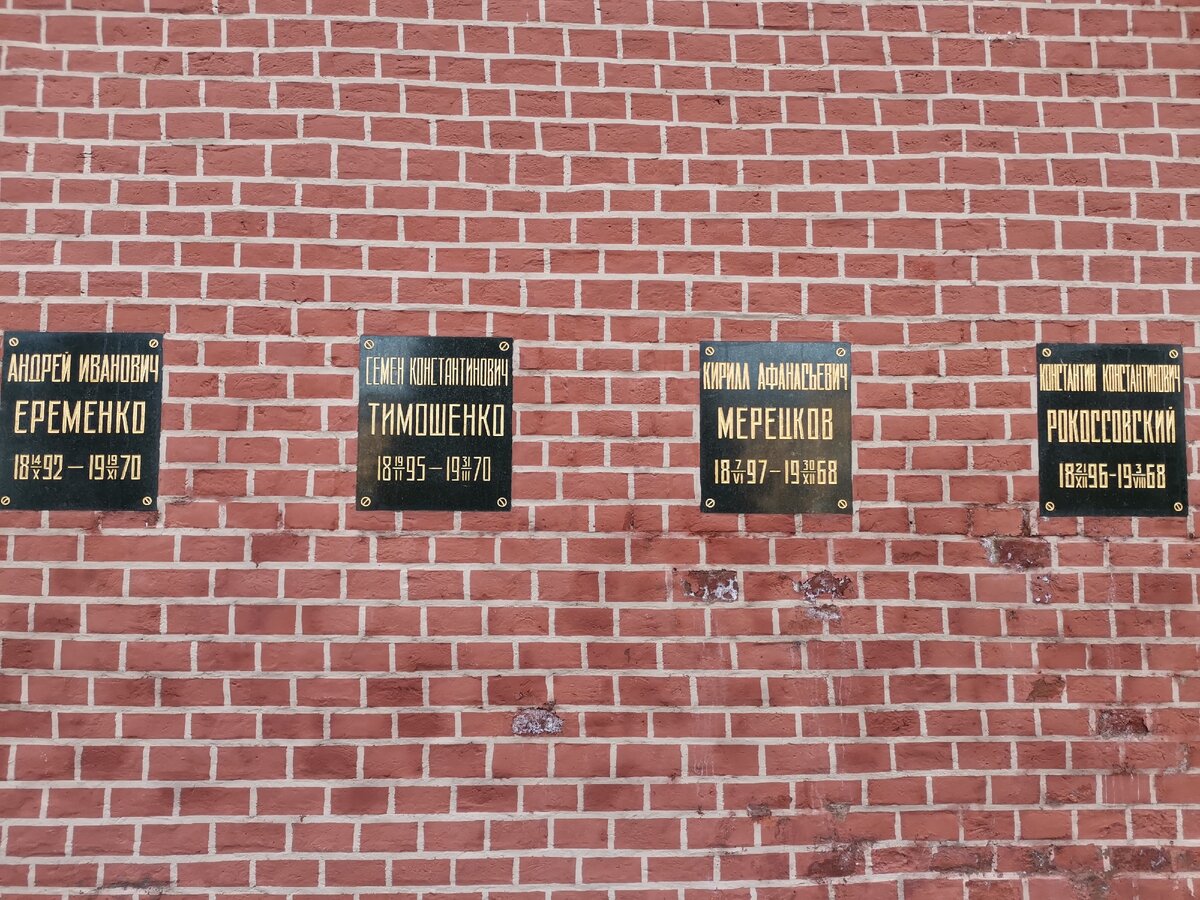 АНДРЕЙ ИВАНОВИЧ
ЕРЕМЕНКО
18 14/X 92 — 19 19/XI 70
СЕМЕН КОНСТАНТИНОВИЧ
ТИМОШЕНКО
18 19/II 95 — 19 31/III 70
КИРИЛЛ АФАНАСЬЕВИЧ
МЕРЕЦКОВ
18 7/VI 97 — 19 30/XII 68
КОНСТАНТИН КОНСТАНТИНОВИЧ
РОКОССОВСКИЙ
18 21/XII 96 - 19 3/VIII 68